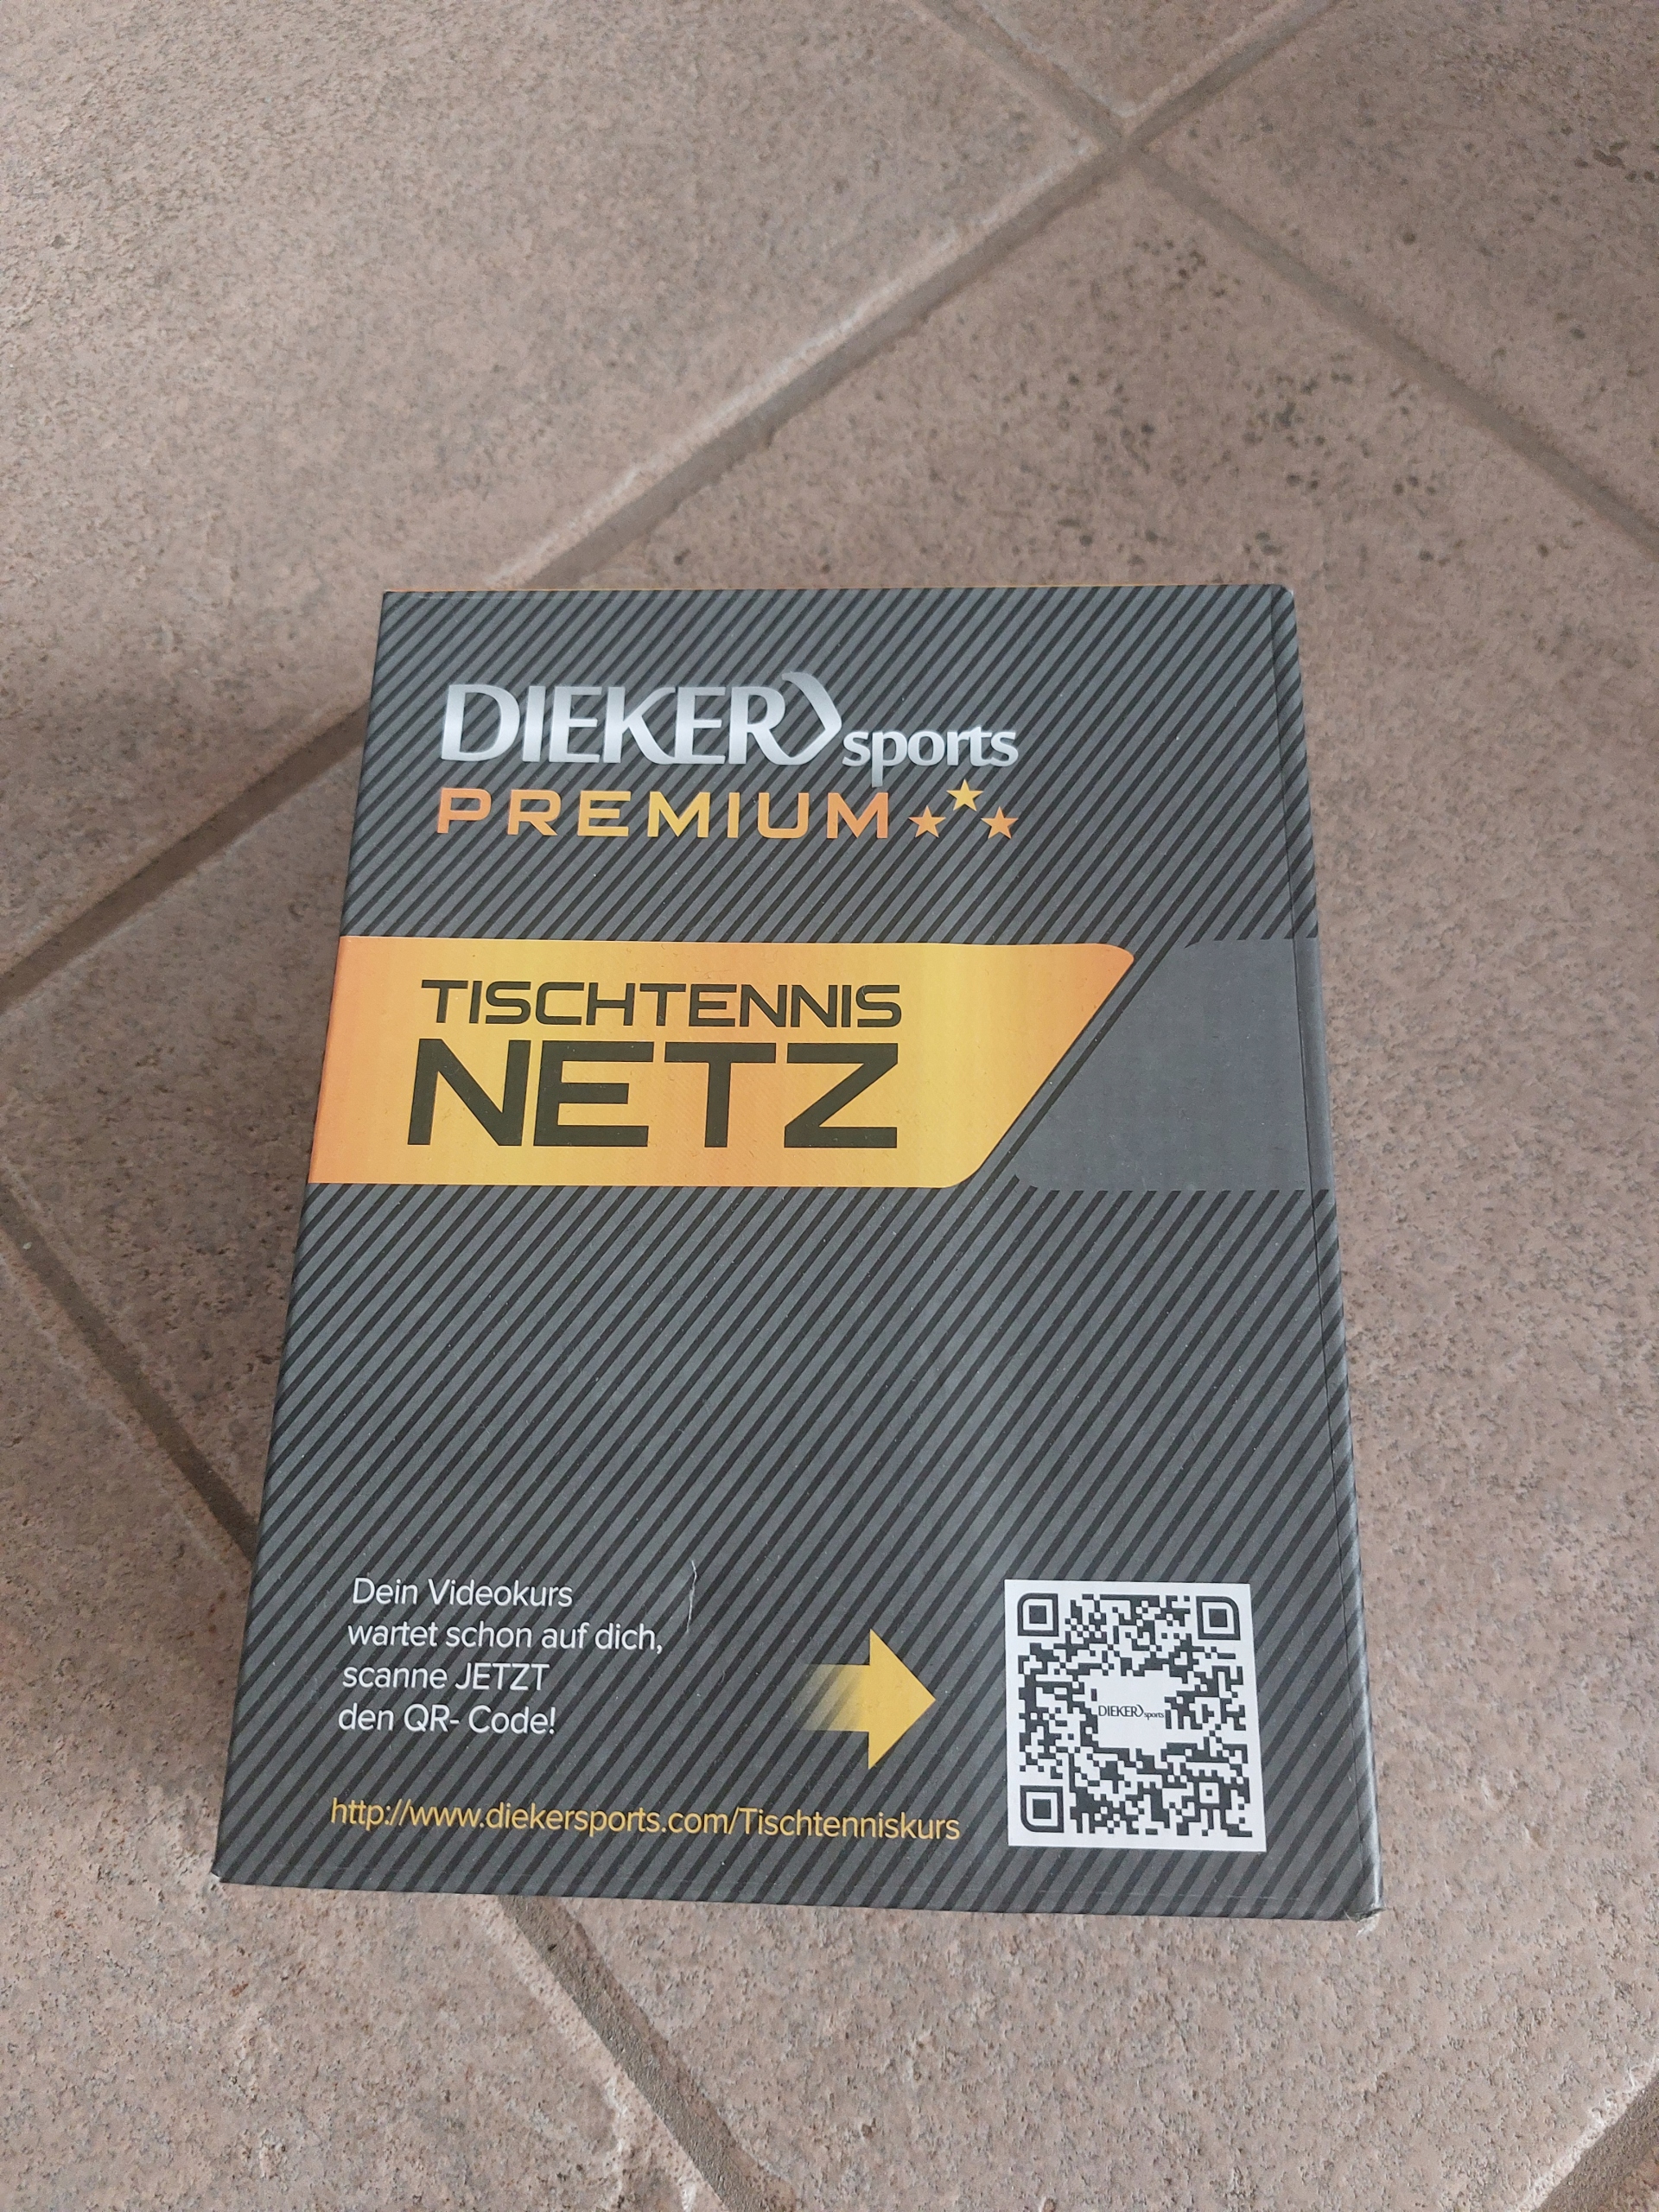 DIEKER sports
PREMIUM
TISCHTENNIS
NETZ
Dein Videokurs
wartet schon auf dich,
scanne JETZT
den QR- Code!
DIEKER sports
http://www.diekersports.com/Tischtenniskurs